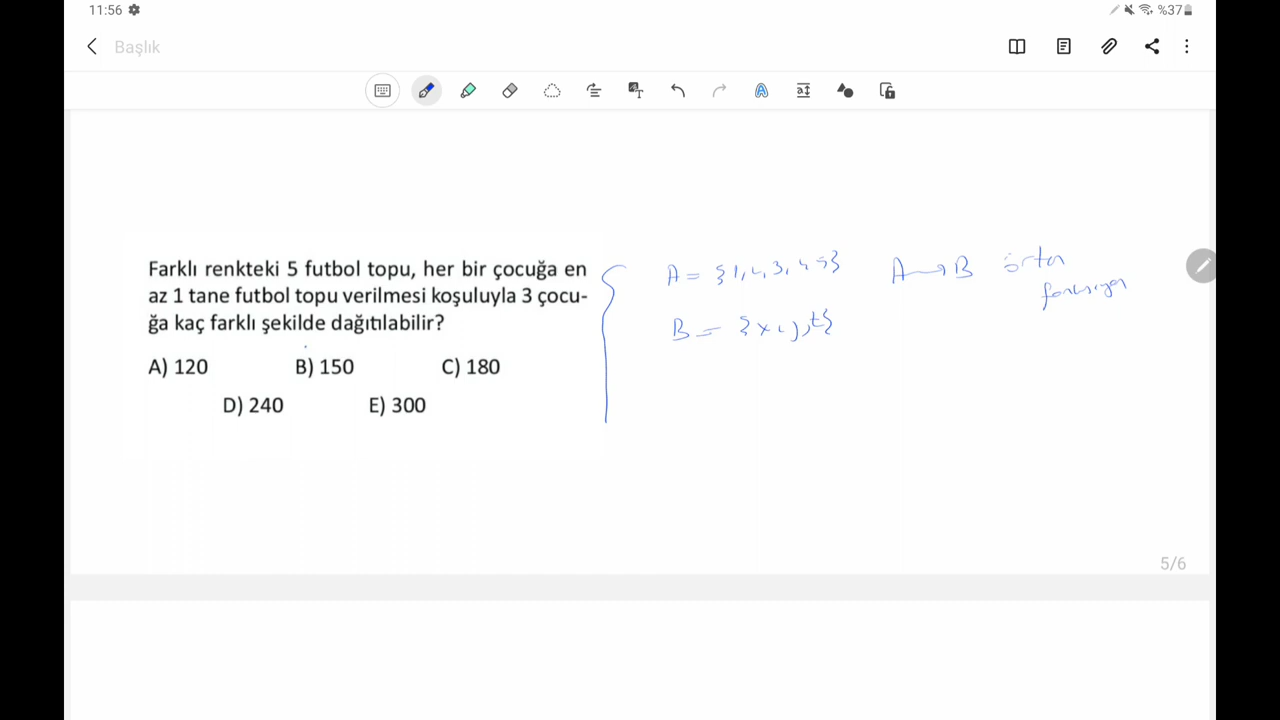 11:56
%37
Başlık
Farklı renkteki 5 futbol topu, her bir çocuğa en
az 1 tane futbol topu verilmesi koşuluyla 3 çocu-
ğa kaç farklı şekilde dağıtılabilir?
A) 120 B) 150 C) 180
D) 240 E) 300
A = {1, 2, 3, 4, 5}
B = {x, y, t}
A → B örten
fonksiyon
5/6